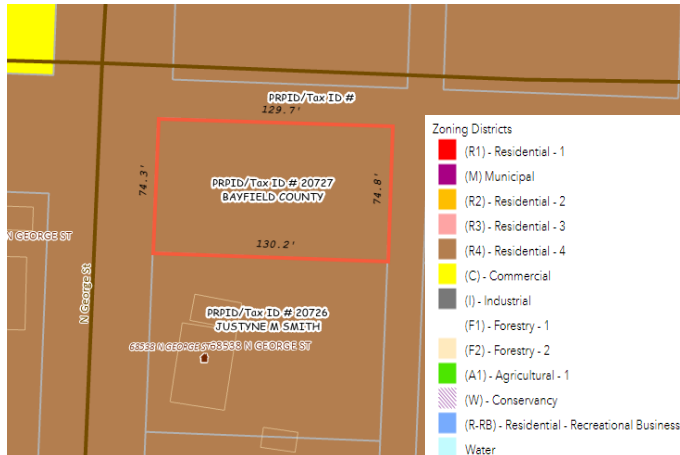 PRPID/Tax ID #
129.7'
74.3'
PRPID/Tax ID # 20727
BAYFIELD COUNTY
74.8'
130.2'
N GEORGE ST
N George St
PRPID/Tax ID # 20726
JUSTYNE M SMITH
68538 N GEORGE ST
68538 N GEORGE ST
Zoning Districts
(R1) - Residential - 1
(M) Municipal
(R2) - Residential - 2
(R3) - Residential - 3
(R4) - Residential - 4
(C) - Commercial
(I) - Industrial
(F1) - Forestry - 1
(F2) - Forestry - 2
(A1) - Agricultural - 1
(W) - Conservancy
(R-RB) - Residential - Recreational Business
Water